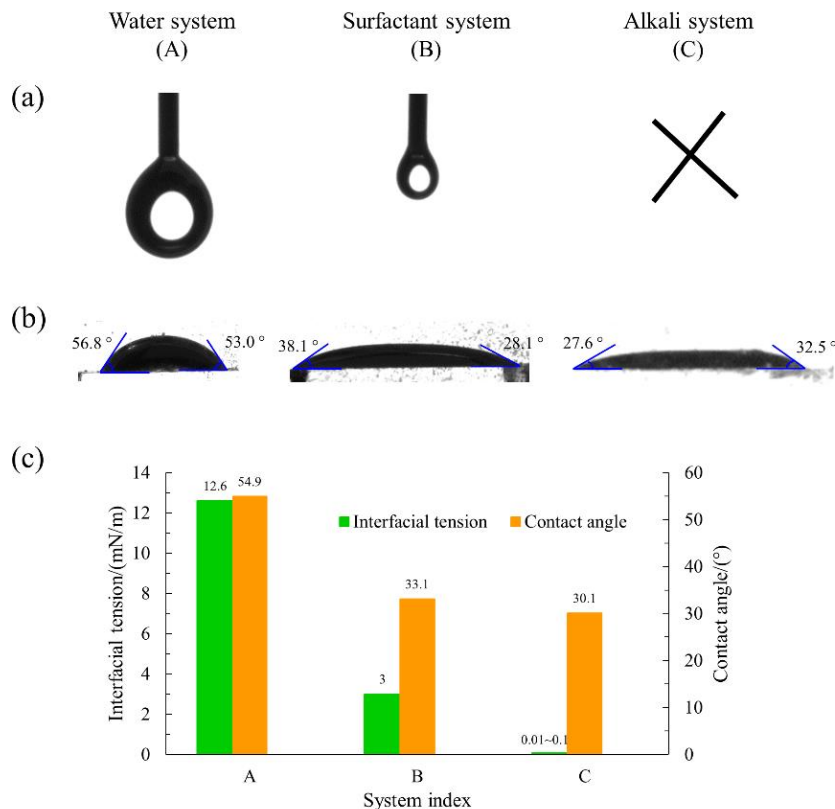 Water system
(A)
Surfactant system
(B)
Alkali system
(C)
(a)
(b)
56.8 °
53.0 °
38.1 °
28.1 °
27.6 °
32.5 °
(c)
Interfacial tension/(mN/m)
14
12
10
8
6
4
2
0
12.6
54.9
Interfacial tension
Contact angle
33.1
3
30.1
0.01~0.1
60
50
40
30
20
10
0
Contact angle/(°)
A
B
C
System index